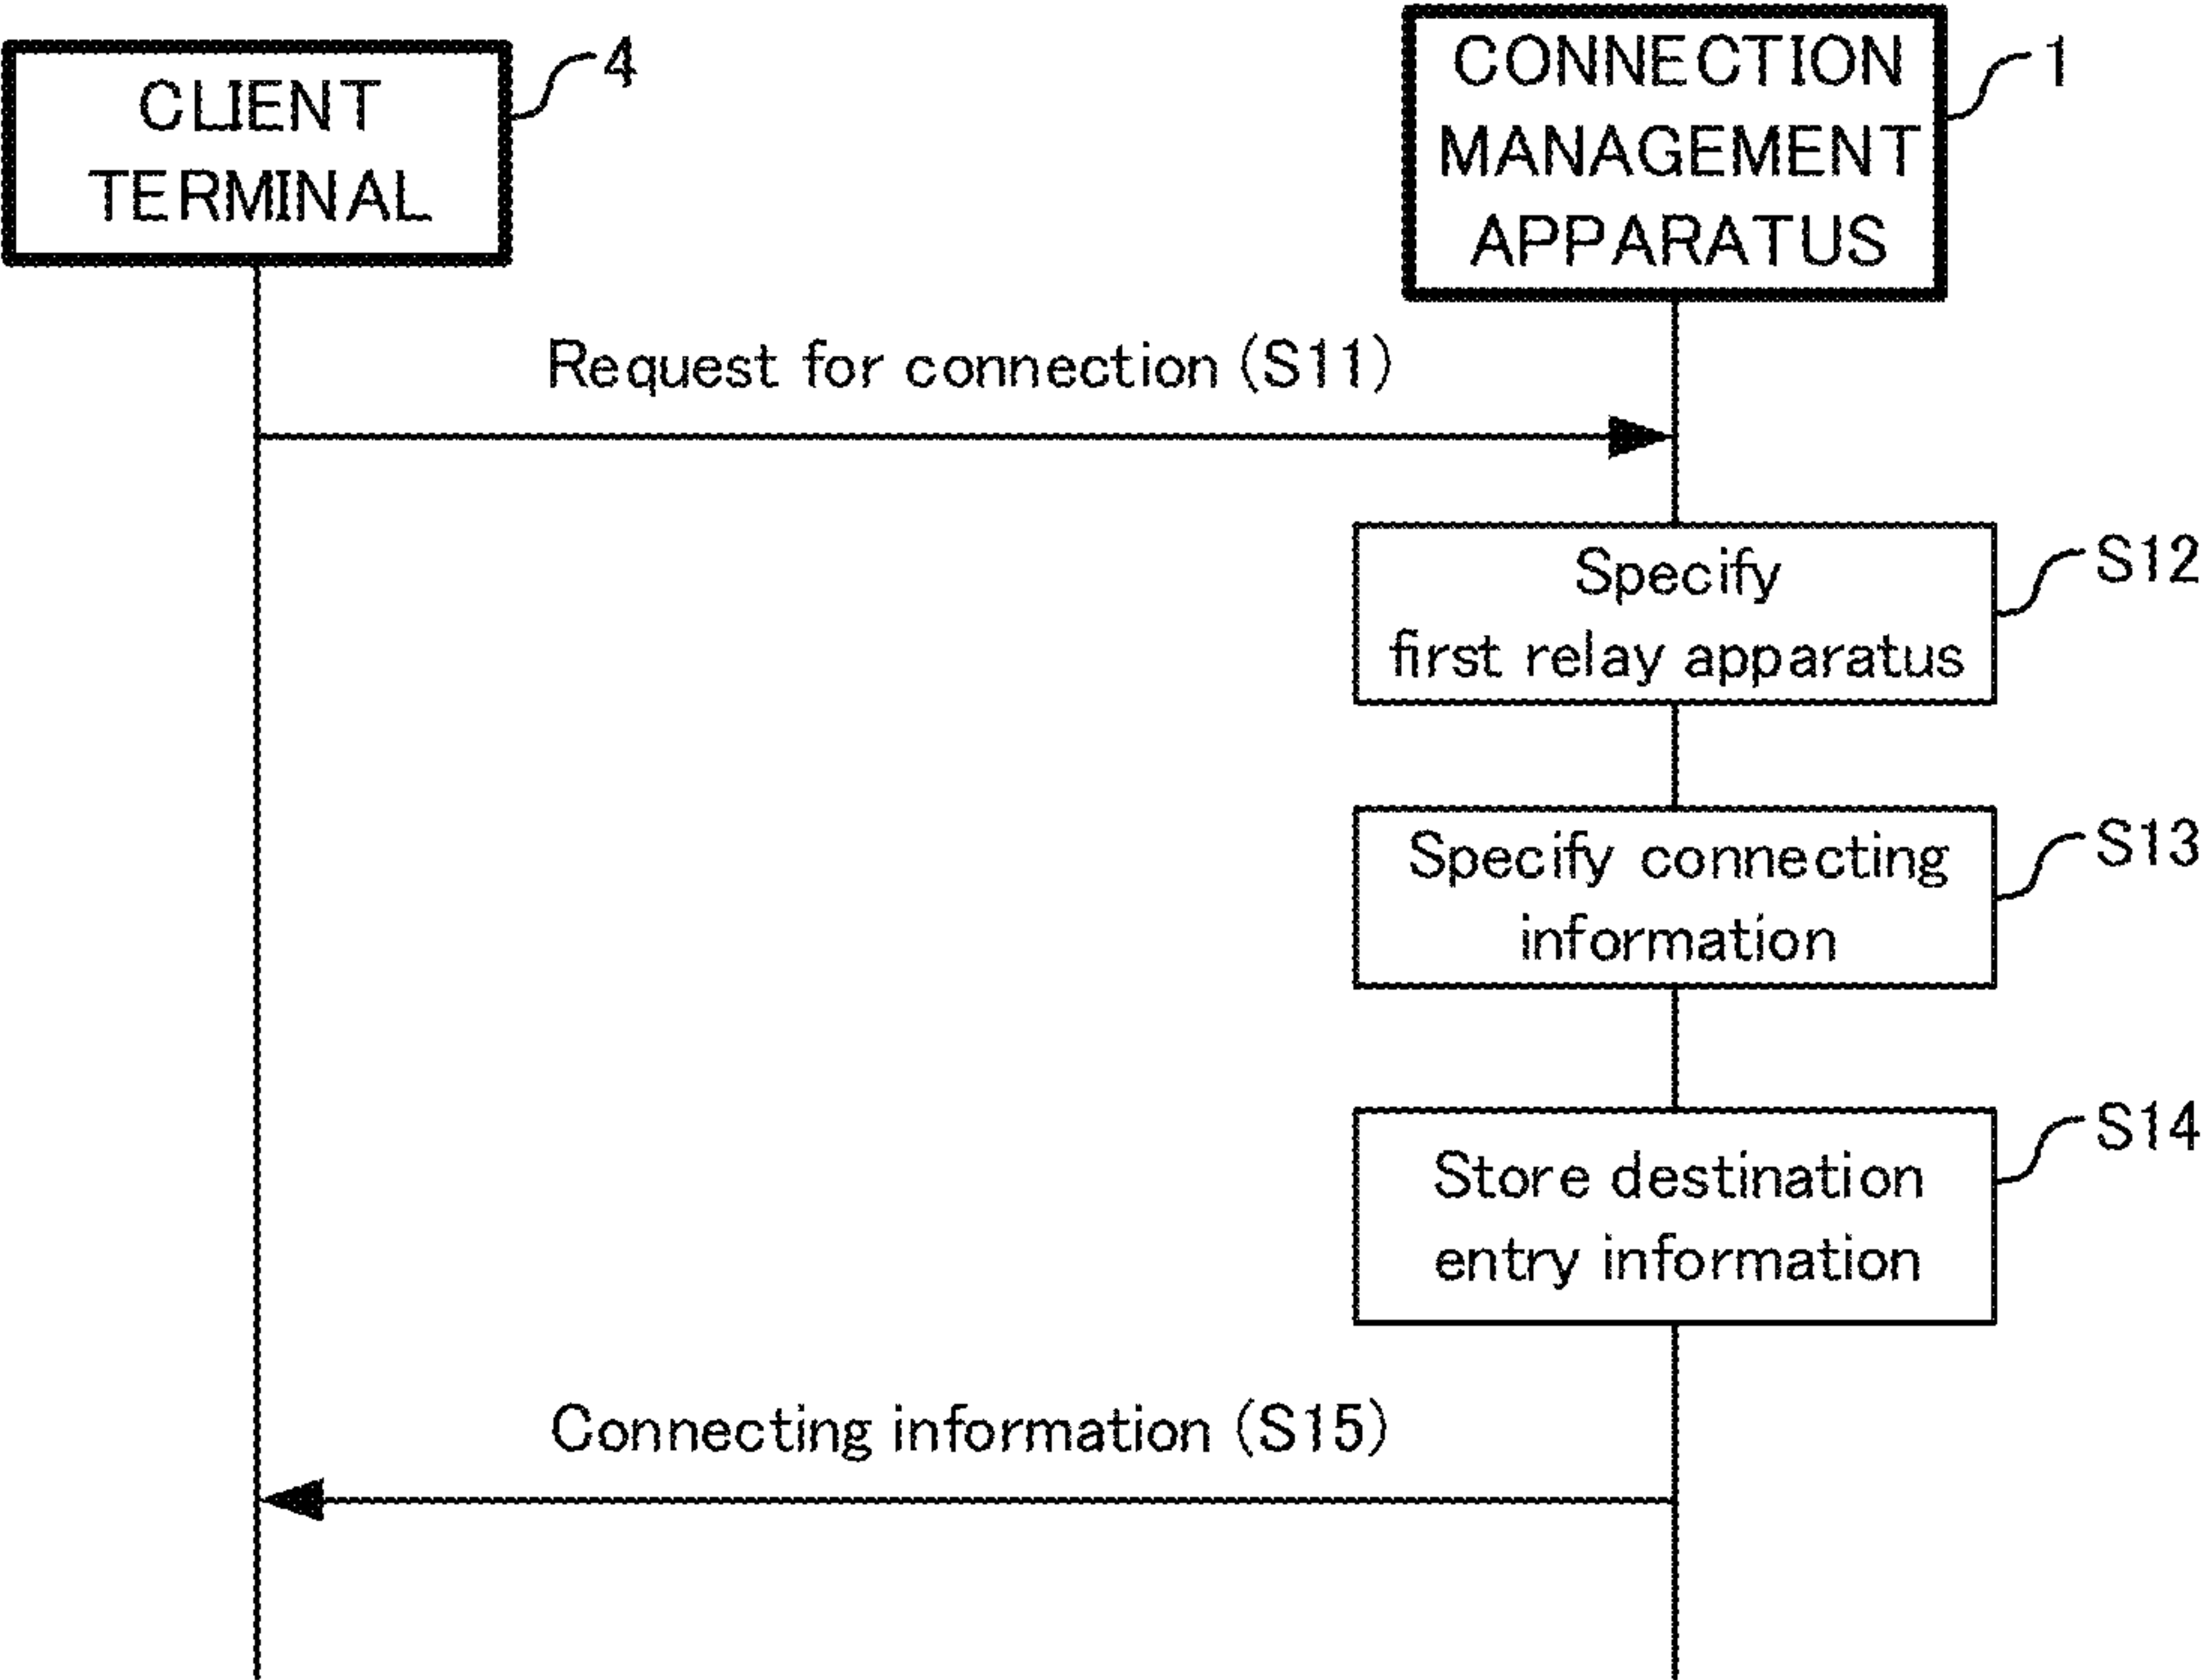 CLIENT
TERMINAL
4
CONNECTION
MANAGEMENT
APPARATUS
1
Request for connection (S11)
Specify
first relay apparatus
S12
Specify connecting
information
S13
Store destination
entry information
S14
Connecting information (S15)